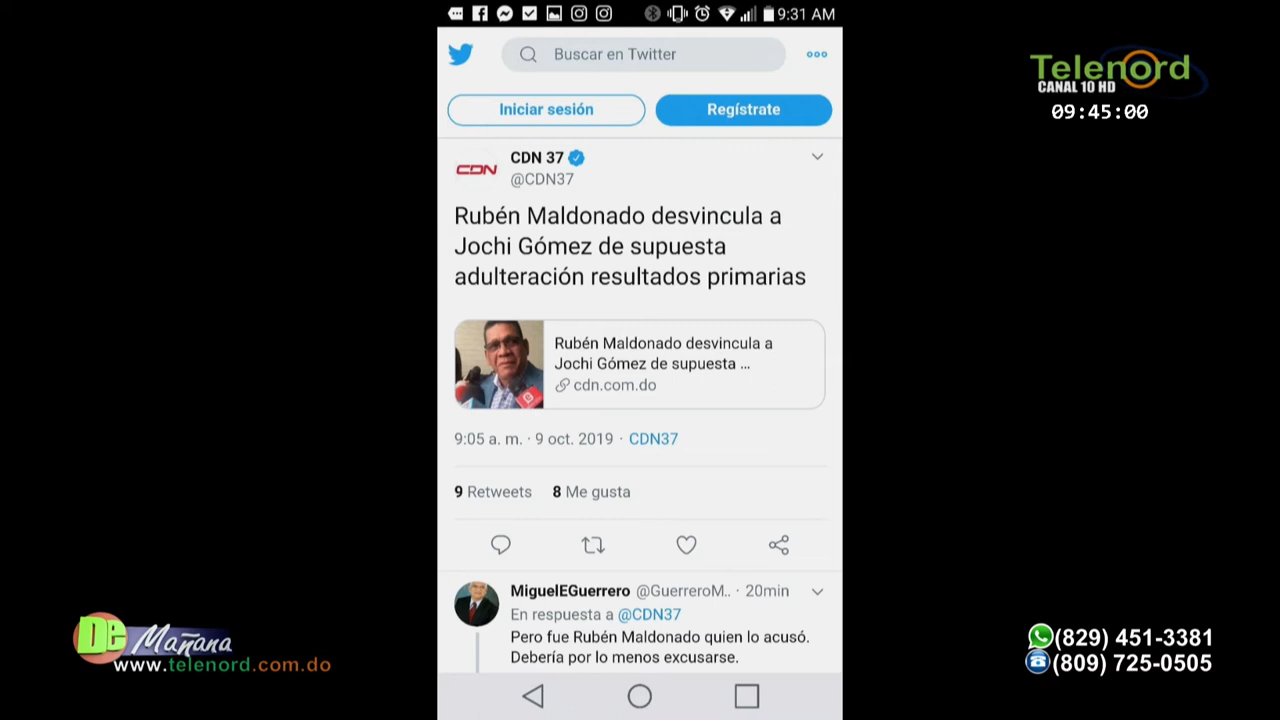 9:31 AM
Buscar en Twitter
Iniciar sesión
Regístrate
Telenord
CANAL 10 HD
09:45:00
CDN
CDN 37
@CDN37
Rubén Maldonado desvincula a
Jochi Gómez de supuesta
adulteración resultados primarias
Rubén Maldonado desvincula a
Jochi Gómez de supuesta ...
cdn.com.do
9:05 a. m. · 9 oct. 2019 · CDN37
9 Retweets 8 Me gusta
MiguelEGuerrero @GuerreroM.. · 20min
En respuesta a @CDN37
Pero fue Rubén Maldonado quien lo acusó.
Debería por lo menos excusarse.
De Mañana
www.telenord.com.do
(829) 451-3381
(809) 725-0505